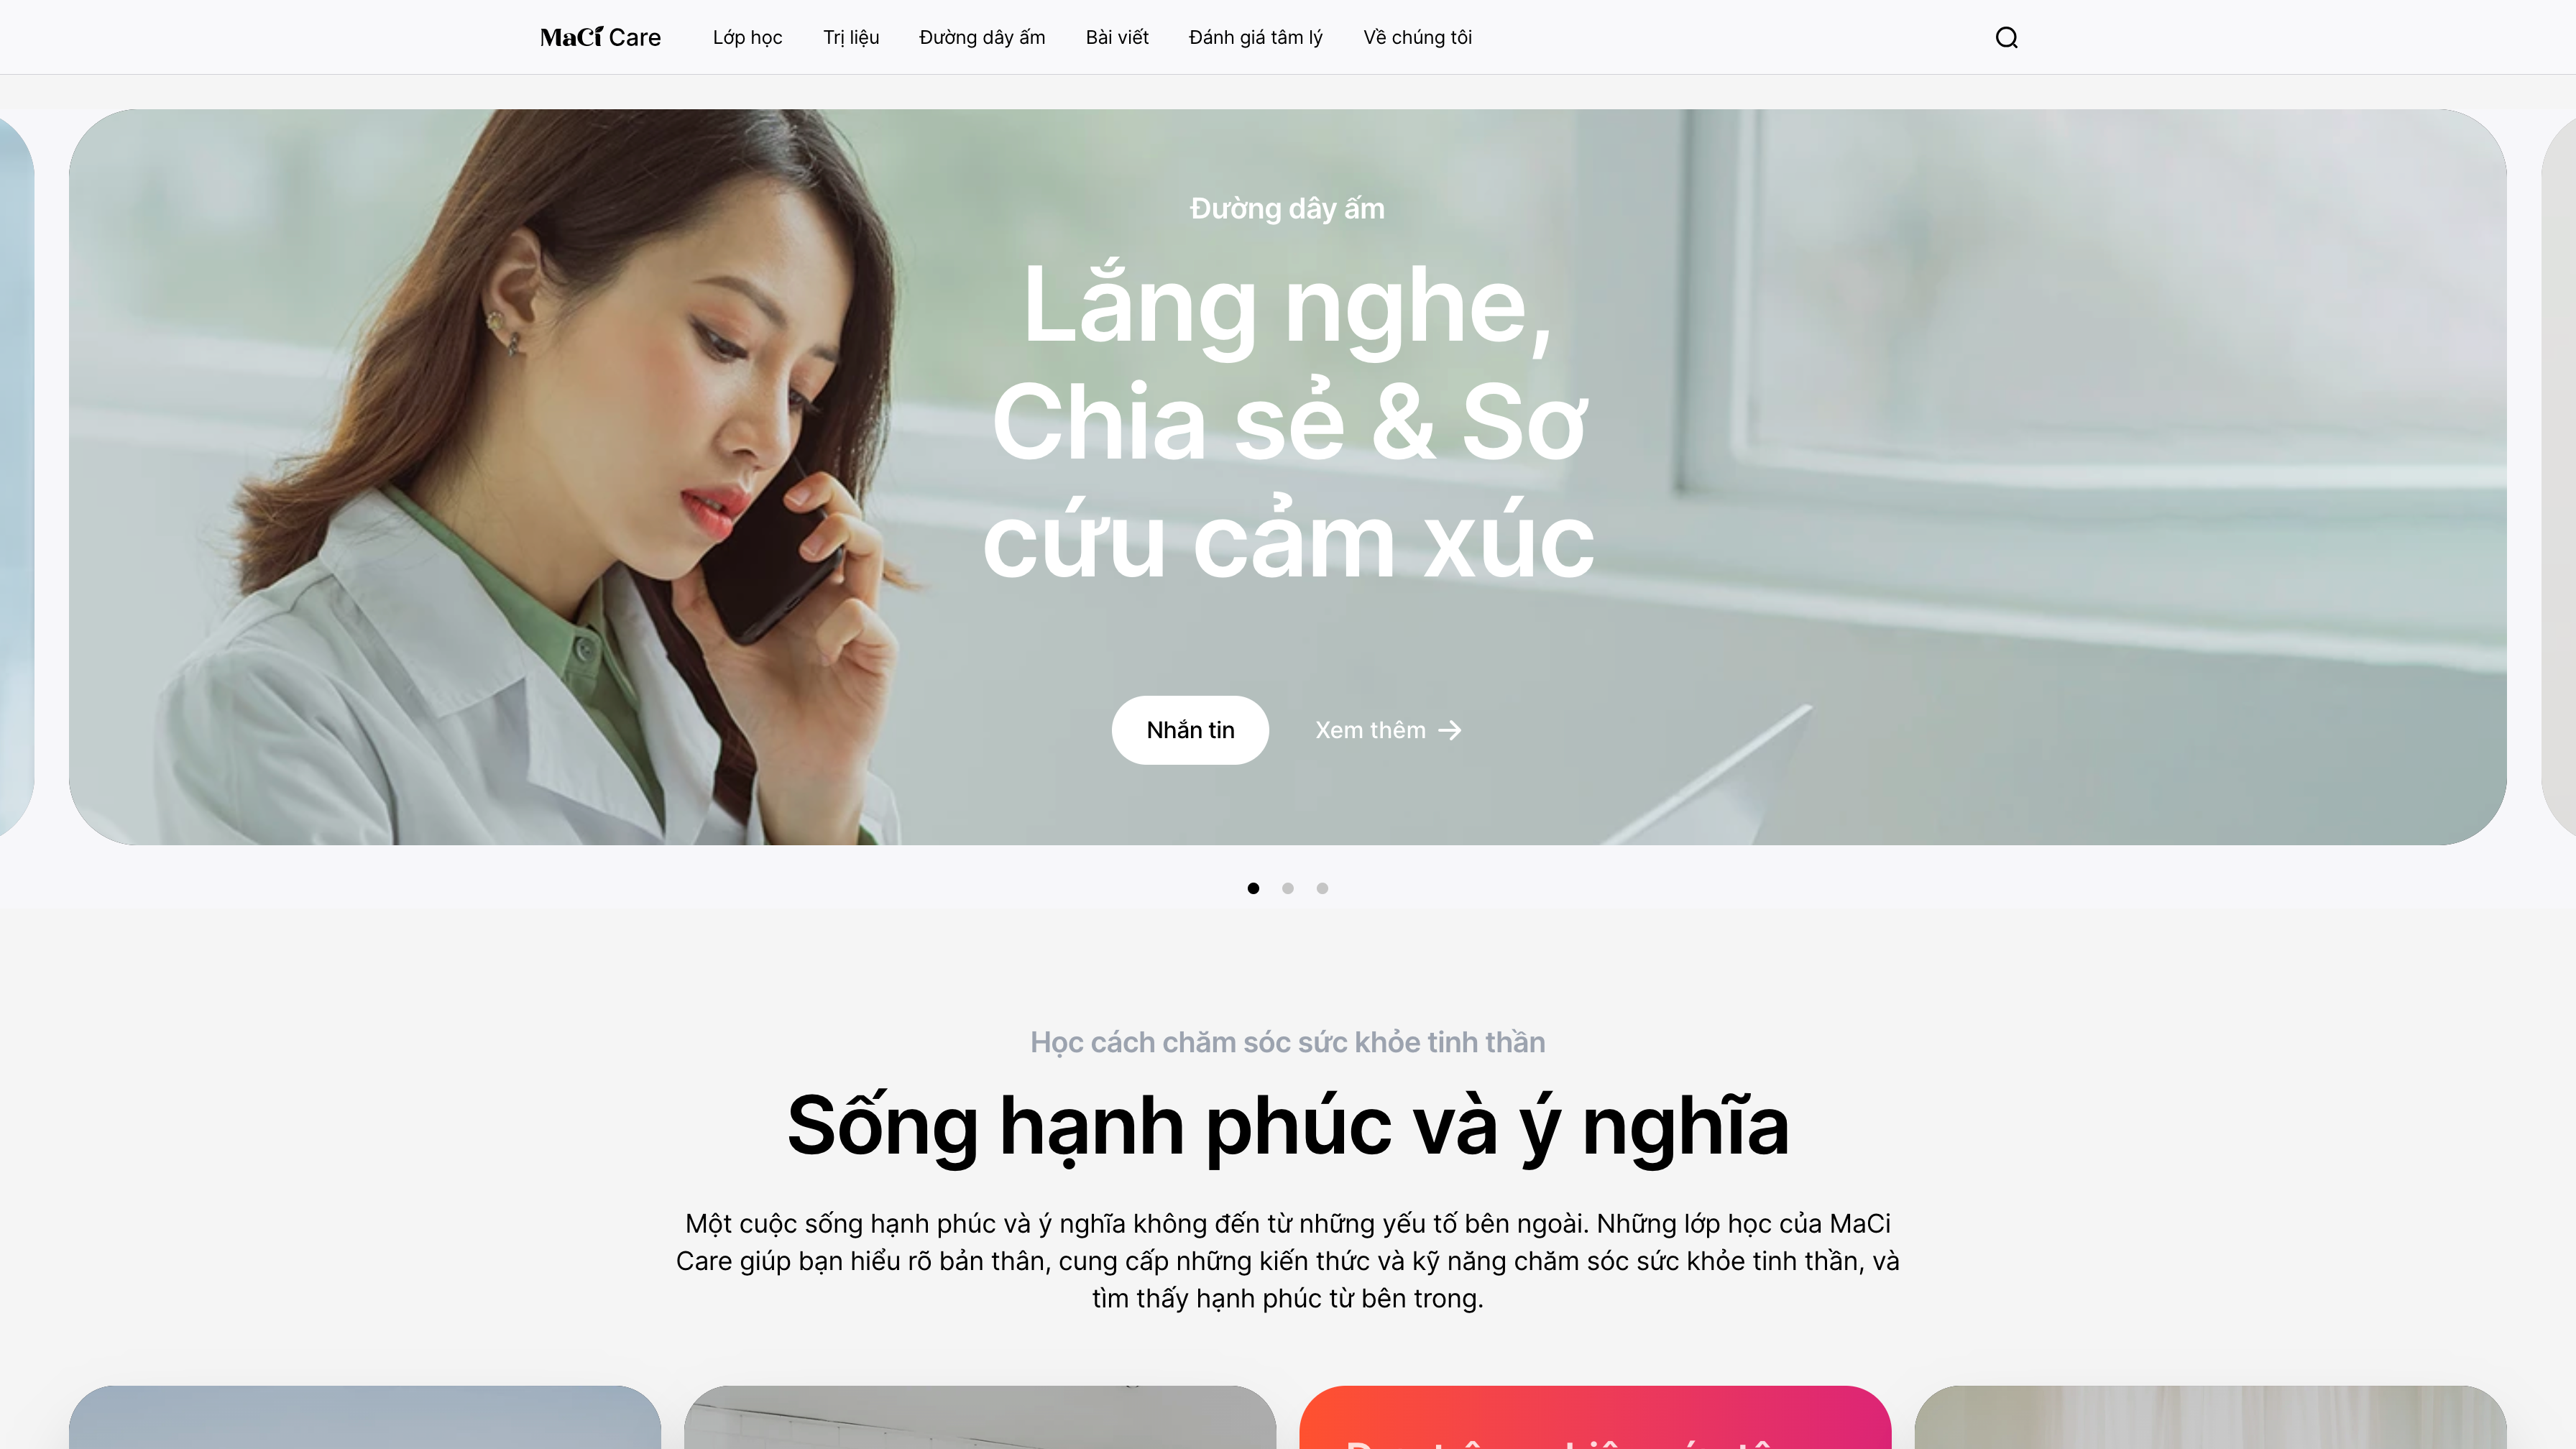 MaCi Care
Lớp học
Trị liệu
Đường dây ấm
Bài viết
Đánh giá tâm lý
Về chúng tôi
Đường dây ấm
Lắng nghe,
Chia sẻ & Sơ
cứu cảm xúc
Nhắn tin
Xem thêm
Học cách chăm sóc sức khỏe tinh thần
Sống hạnh phúc và ý nghĩa
Một cuộc sống hạnh phúc và ý nghĩa không đến từ những yếu tố bên ngoài. Những lớp học của MaCi
Care giúp bạn hiểu rõ bản thân, cung cấp những kiến thức và kỹ năng chăm sóc sức khỏe tinh thần, và
tìm thấy hạnh phúc từ bên trong.